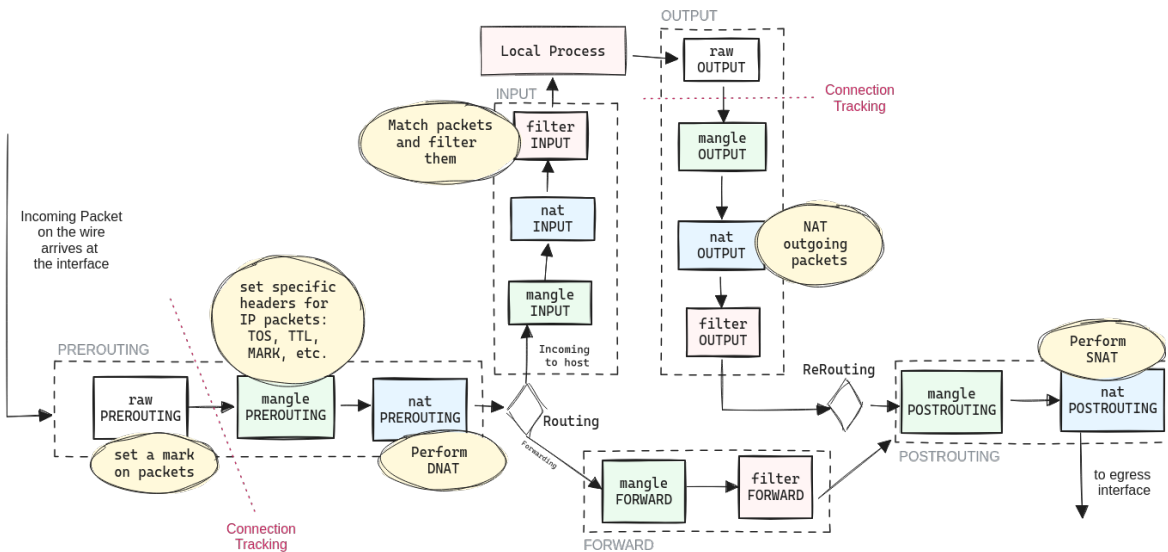 OUTPUT
Local Process
raw
OUTPUT
INPUT
Connection
Tracking
Match packets
and filter
them
filter
INPUT
mangle
OUTPUT
Incoming Packet
on the wire
arrives at
the interface
nat
INPUT
nat
OUTPUT
NAT
outgoing
packets
set specific
headers for
IP packets:
TOS, TTL,
MARK, etc.
mangle
INPUT
filter
OUTPUT
Incoming
to host
Perform
SNAT
PREROUTING
ReRouting
raw
PREROUTING
mangle
PREROUTING
nat
PREROUTING
Routing
mangle
POSTROUTING
nat
POSTROUTING
set a mark
on packets
Perform
DNAT
Forwarding
POSTROUTING
mangle
FORWARD
filter
FORWARD
to egress
interface
Connection
Tracking
FORWARD